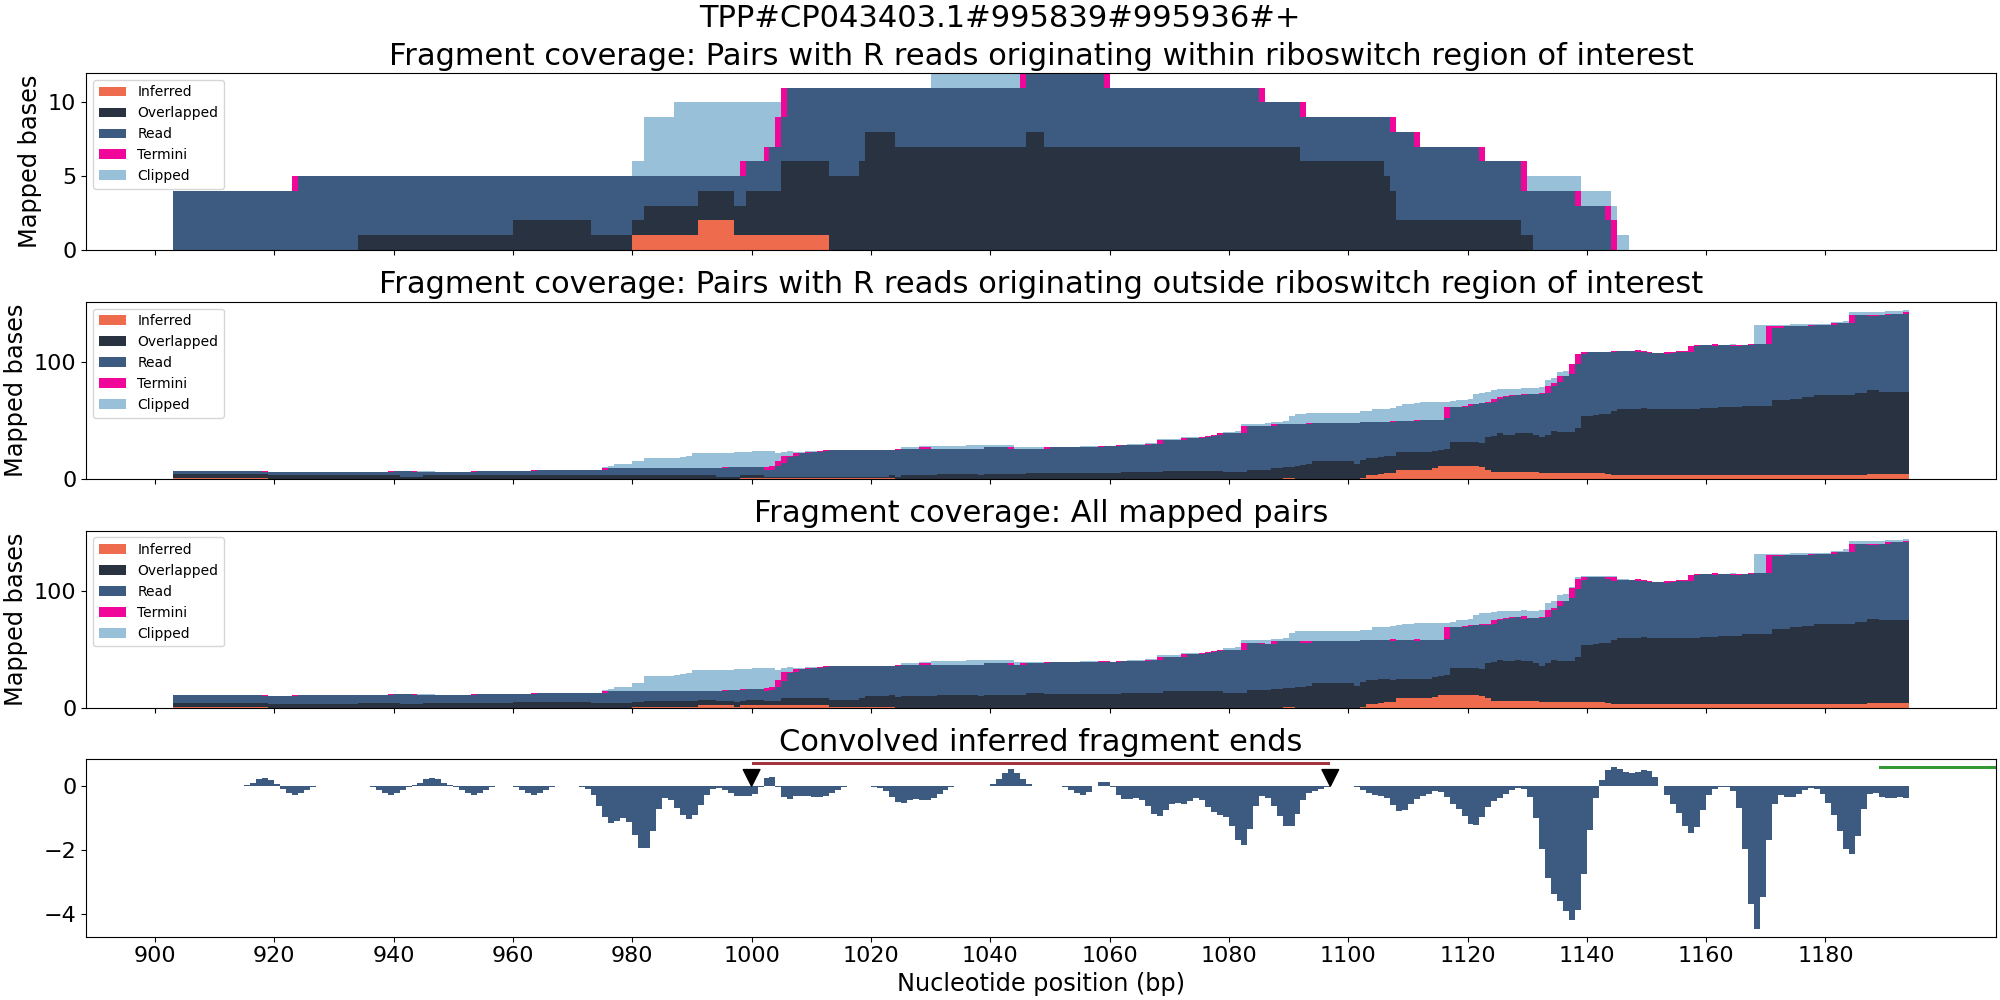 TPP#CP043403.1#995839#995936#+
Fragment coverage: Pairs with R reads originating within riboswitch region of interest
Mapped bases
10
5
0
Inferred
Overlapped
Read
Termini
Clipped
Fragment coverage: Pairs with R reads originating outside riboswitch region of interest
Mapped bases
100
0
Inferred
Overlapped
Read
Termini
Clipped
Fragment coverage: All mapped pairs
Mapped bases
100
0
Inferred
Overlapped
Read
Termini
Clipped
Convolved inferred fragment ends
0
−2
−4
900 920 940 960 980 1000 1020 1040 1060 1080 1100 1120 1140 1160 1180
Nucleotide position (bp)